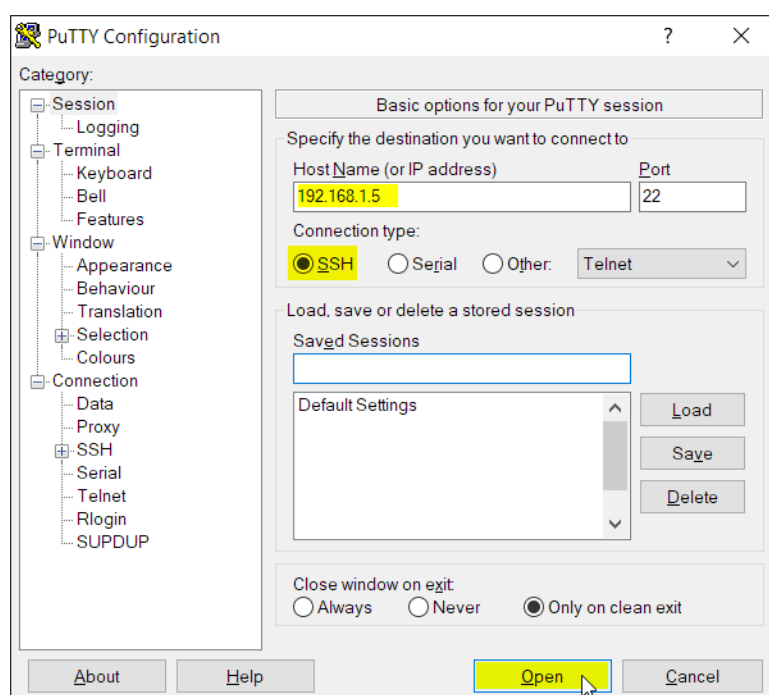 PuTTY Configuration
?
Category:
Session
Logging
Terminal
Keyboard
Bell
Features
Window
Appearance
Behaviour
Translation
Selection
Colours
Connection
Data
Proxy
SSH
Serial
Telnet
Rlogin
SUPDUP
Basic options for your PuTTY session
Specify the destination you want to connect to
Host Name (or IP address) Port
192.168.1.5 22
Connection type:
SSH Serial Other: Telnet
Load, save or delete a stored session
Saved Sessions
Default Settings
Load
Save
Delete
Close window on exit:
Always Never Only on clean exit
About Help Open Cancel